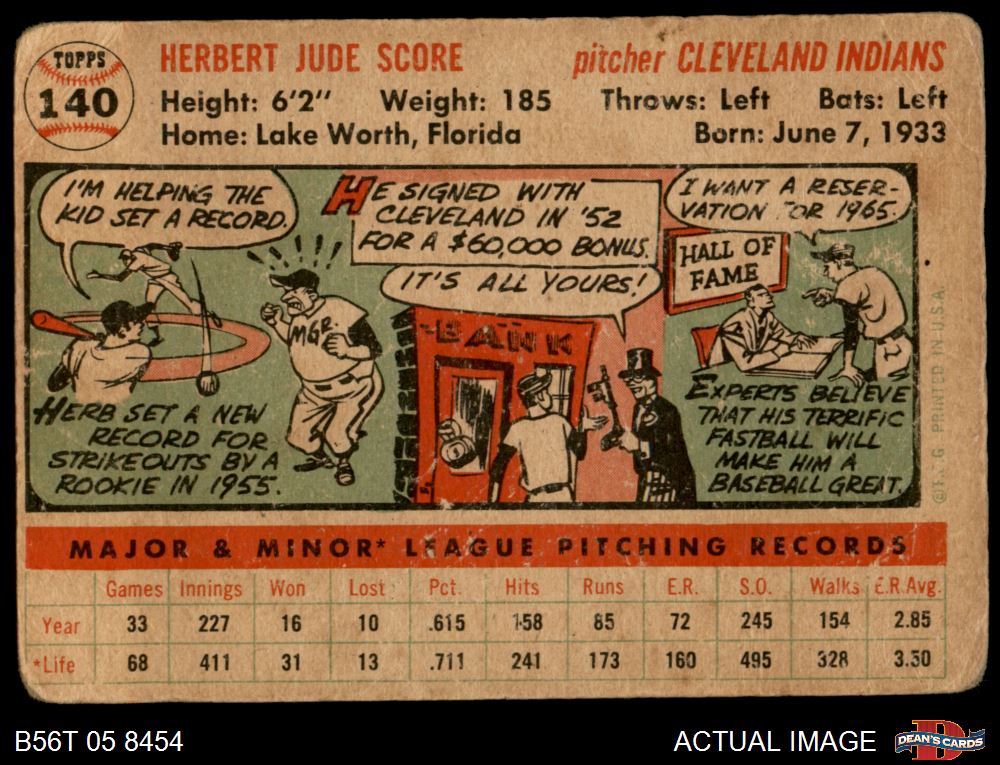 TOPPS
140
HERBERT JUDE SCORE
pitcher CLEVELAND INDIANS
Height: 6'2" Weight: 185 Throws: Left Bats: Left
Home: Lake Worth, Florida Born: June 7, 1933
I'M HELPING THE
KID SET A RECORD.
MGR.
HERB SET A NEW
RECORD FOR
STRIKEOUTS BY A
ROOKIE IN 1955.
HE SIGNED WITH
CLEVELAND IN '52
FOR A $60,000 BONUS.
IT'S ALL YOURS!
BANK
I WANT A RESER-
VATION FOR 1965.
HALL OF
FAME
EXPERTS BELIEVE
THAT HIS TERRIFIC
FASTBALL WILL
MAKE HIM A
BASEBALL GREAT.
©T.C.G. PRINTED IN U.S.A.
MAJOR & MINOR* LEAGUE PITCHING RECORDS
Games Innings Won Lost Pct. Hits Runs E.R. S.O. Walks E.R.Avg.
Year 33 227 16 10 .615 158 85 72 245 154 2.85
*Life 68 411 31 13 .711 241 173 160 495 328 3.50
B56T 05 8454
ACTUAL IMAGE
DEAN'S CARDS